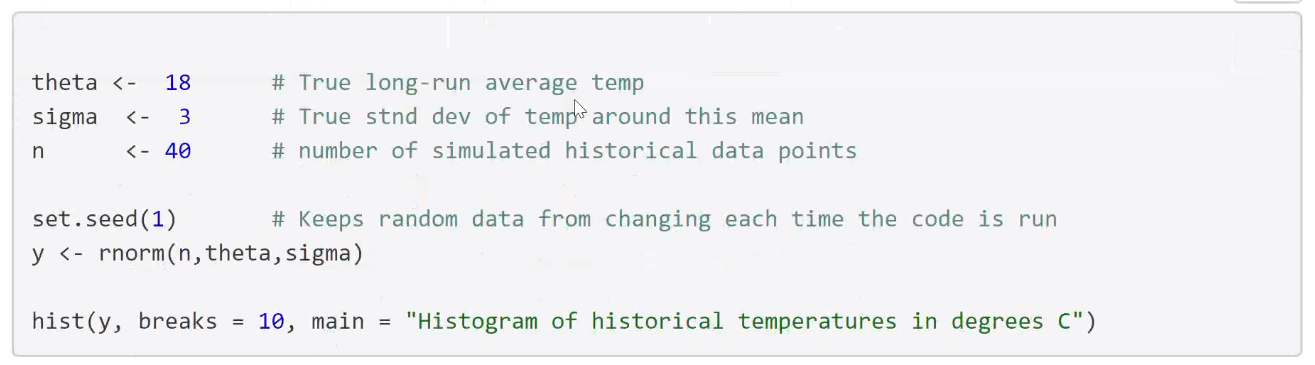 theta <-  18      # True long-run average temp
sigma  <-  3      # True stnd dev of temp around this mean
n      <- 40      # number of simulated historical data points
set.seed(1)       # Keeps random data from changing each time the code is run
y <- rnorm(n,theta,sigma)
hist(y, breaks = 10, main = "Histogram of historical temperatures in degrees C")